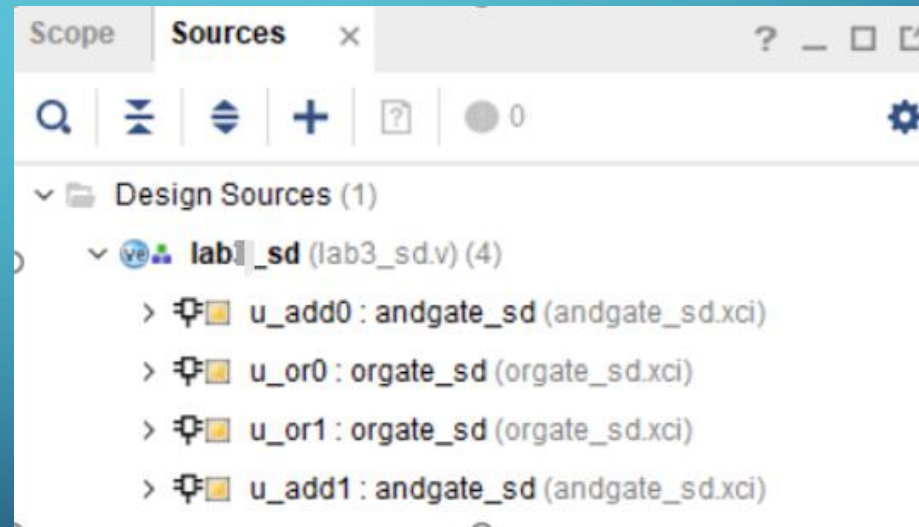 Scope Sources
? 
0
Design Sources (1)
_sd (lab3_sd.v) (4)
u_add0 : andgate_sd (andgate_sd.xci)
u_or0 : orgate_sd (orgate_sd.xci)
u_or1 : orgate_sd (orgate_sd.xci)
u_add1 : andgate_sd (andgate_sd.xci)